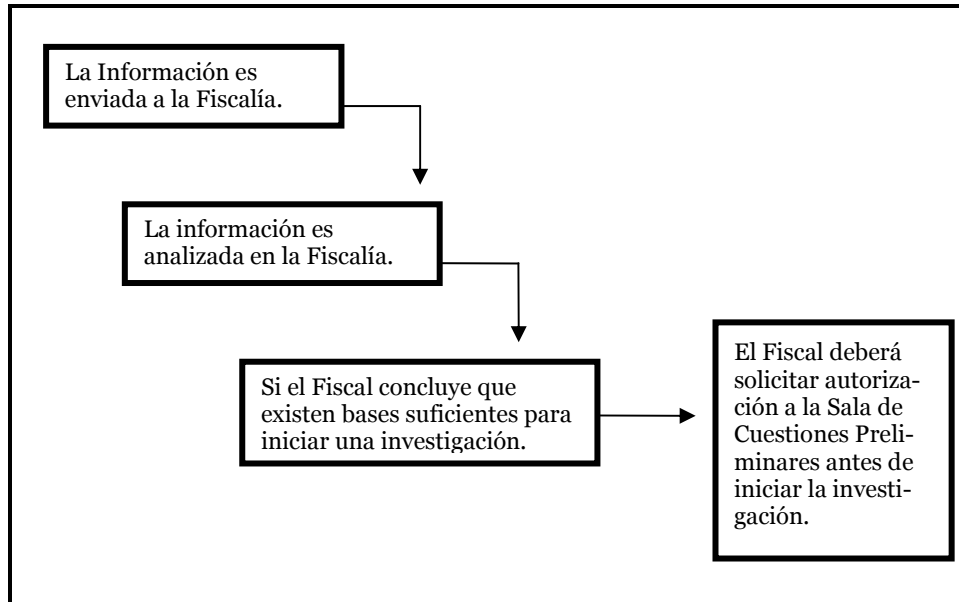 La Información es
enviada a la Fiscalía.
La información es
analizada en la Fiscalía.
Si el Fiscal concluye que
existen bases suficientes para
iniciar una investigación.
El Fiscal deberá
solicitar autoriza-
ción a la Sala de
Cuestiones Preli-
minares antes de
iniciar la investi-
gación.